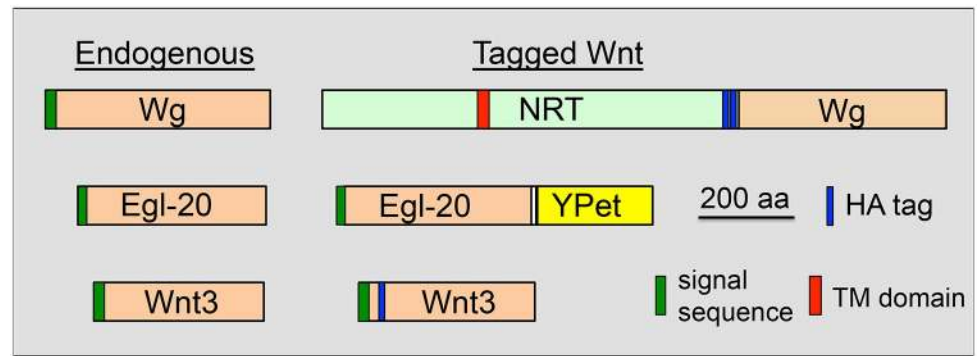 Endogenous Tagged Wnt
Wg NRT Wg
Egl-20 Egl-20 YPet 200 aa HA tag
Wnt3 Wnt3 signal sequence TM domain